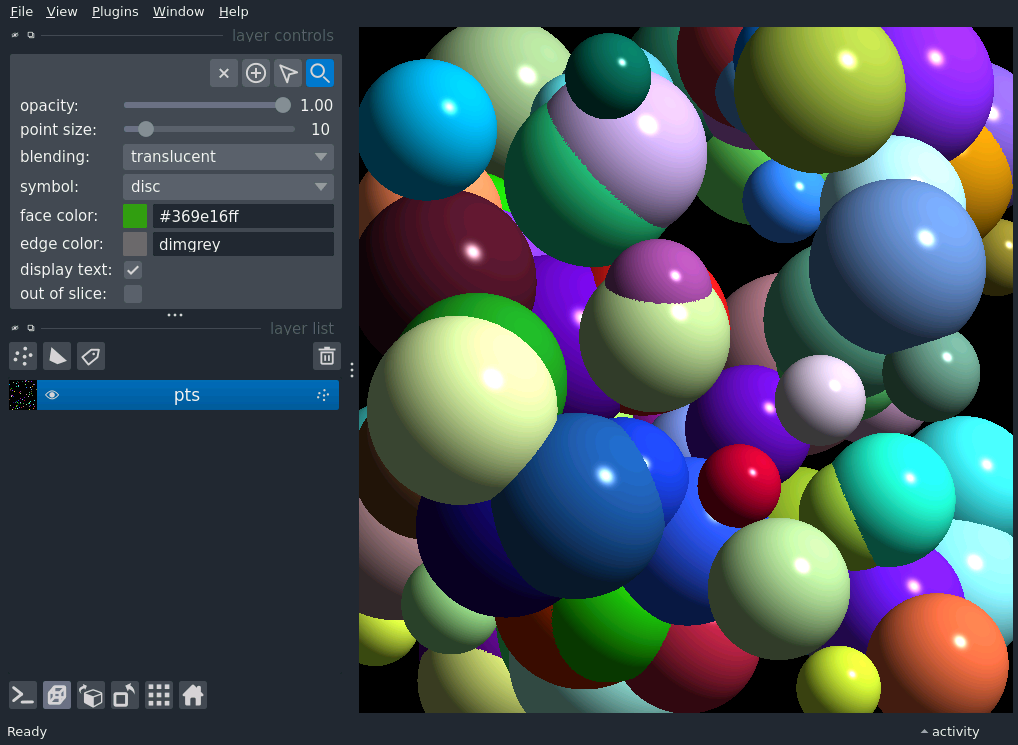 File View Plugins Window Help
layer controls
opacity: 1.00
point size: 10
blending: translucent
symbol: disc
face color: #369e16ff
edge color: dimgrey
display text:
out of slice:
layer list
pts
Ready
activity